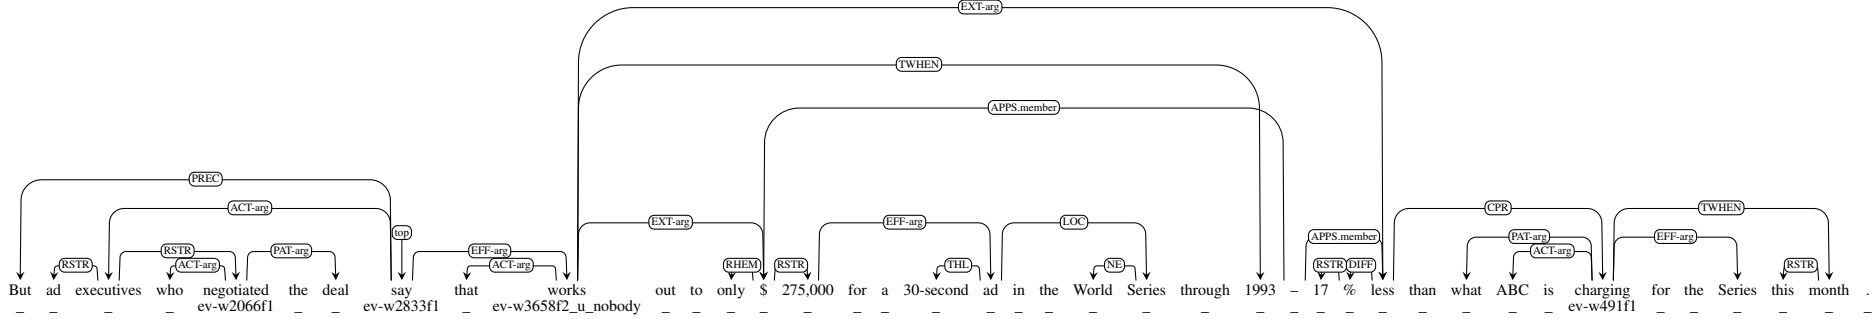 EXT-arg
TWHEN
APPS.member
PREC
ACT-arg CPR TWHEN
EXT-arg EFF-arg LOC
top
APPS.member PAT-arg EFF-arg
RSTR PAT-arg EFF-arg ACT-arg
RSTR ACT-arg ACT-arg RHEM RSTR THL NE RSTR DIFF RSTR
But ad executives who negotiated the deal say that works out to only $ 275,000 for a 30-second ad in the World Series through 1993 – 17 % less than what ABC is charging for the Series this month .
_ _ _ _ ev-w2066f1 _ _ ev-w2833f1 _ ev-w3658f2_u_nobody _ _ _ _ _ _ _ _ _ _ _ _ _ _ _ _ _ _ _ _ _ _ _ ev-w491f1 _ _ _ _ _ _